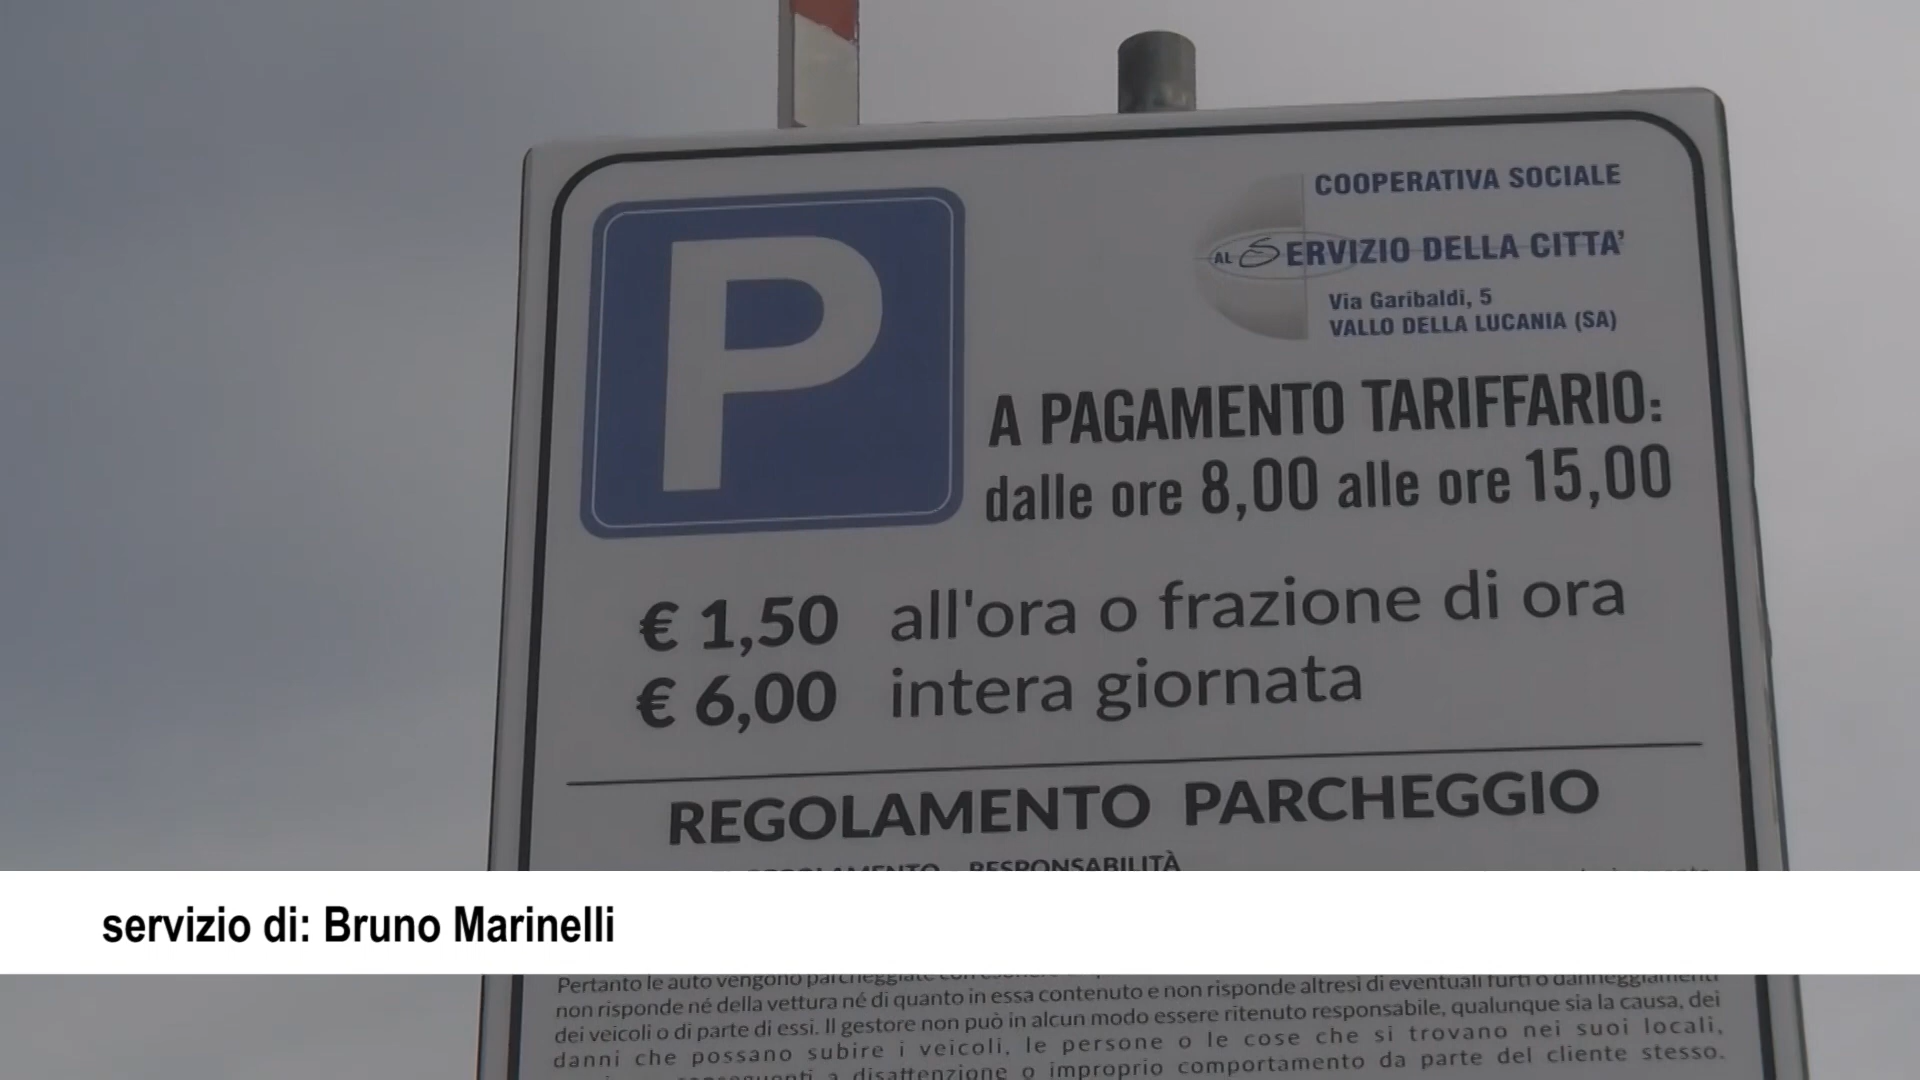 P
COOPERATIVA SOCIALE
AL SERVIZIO DELLA CITTA'
Via Garibaldi, 5
VALLO DELLA LUCANIA (SA)
A PAGAMENTO TARIFFARIO:
dalle ore 8,00 alle ore 15,00
€ 1,50 all'ora o frazione di ora
€ 6,00 intera giornata
REGOLAMENTO PARCHEGGIO
REGOLAMENTO - RESPONSABILITÀ
servizio di: Bruno Marinelli
Pertanto le auto vengono parcheggiate
non risponde né della vettura né di quanto in essa contenuto e non risponde altresì di eventuali furti o danneggiamenti
dei veicoli o di parte di essi. Il gestore non può in alcun modo essere ritenuto responsabile, qualunque sia la causa, dei
danni che possano subire i veicoli, le persone o le cose che si trovano nei suoi locali,
a disattenzione o improprio comportamento da parte del cliente stesso.